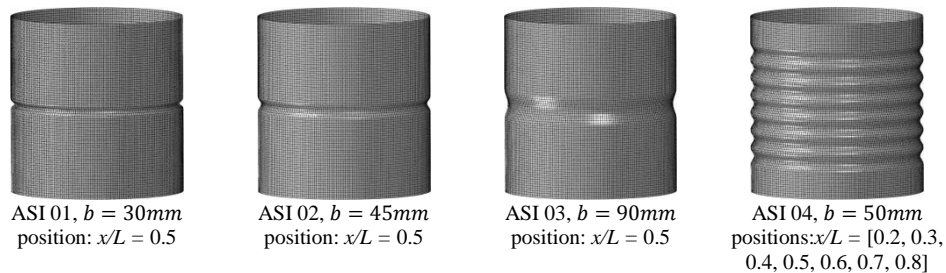 ASI 01, b = 30mm
position: x/L = 0.5
ASI 02, b = 45mm
position: x/L = 0.5
ASI 03, b = 90mm
position: x/L = 0.5
ASI 04, b = 50mm
positions:x/L = [0.2, 0.3,
0.4, 0.5, 0.6, 0.7, 0.8]